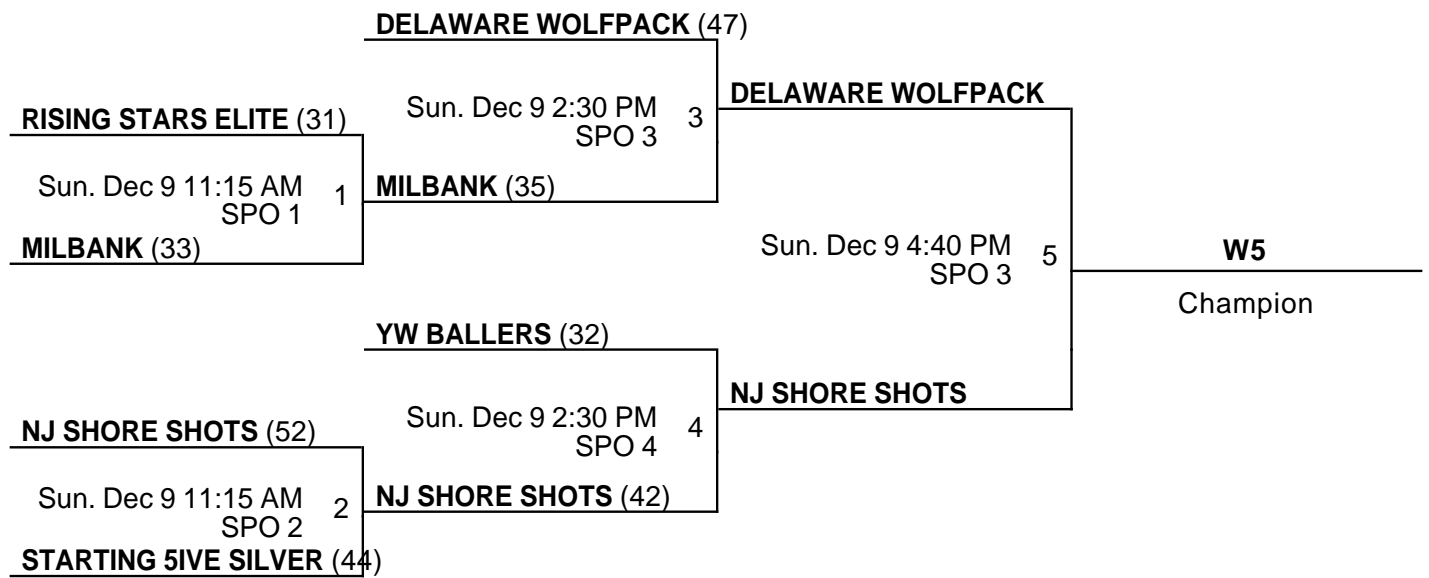 DELAWARE WOLFPACK (47)
Sun. Dec 9 2:30 PM
SPO 3
3
DELAWARE WOLFPACK
RISING STARS ELITE (31)
Sun. Dec 9 11:15 AM
SPO 1
1
MILBANK (35)
MILBANK (33)
Sun. Dec 9 4:40 PM
SPO 3
5
W5
Champion
YW BALLERS (32)
Sun. Dec 9 2:30 PM
SPO 4
4
NJ SHORE SHOTS
NJ SHORE SHOTS (52)
Sun. Dec 9 11:15 AM
SPO 2
2
NJ SHORE SHOTS (42)
STARTING 5IVE SILVER (44)